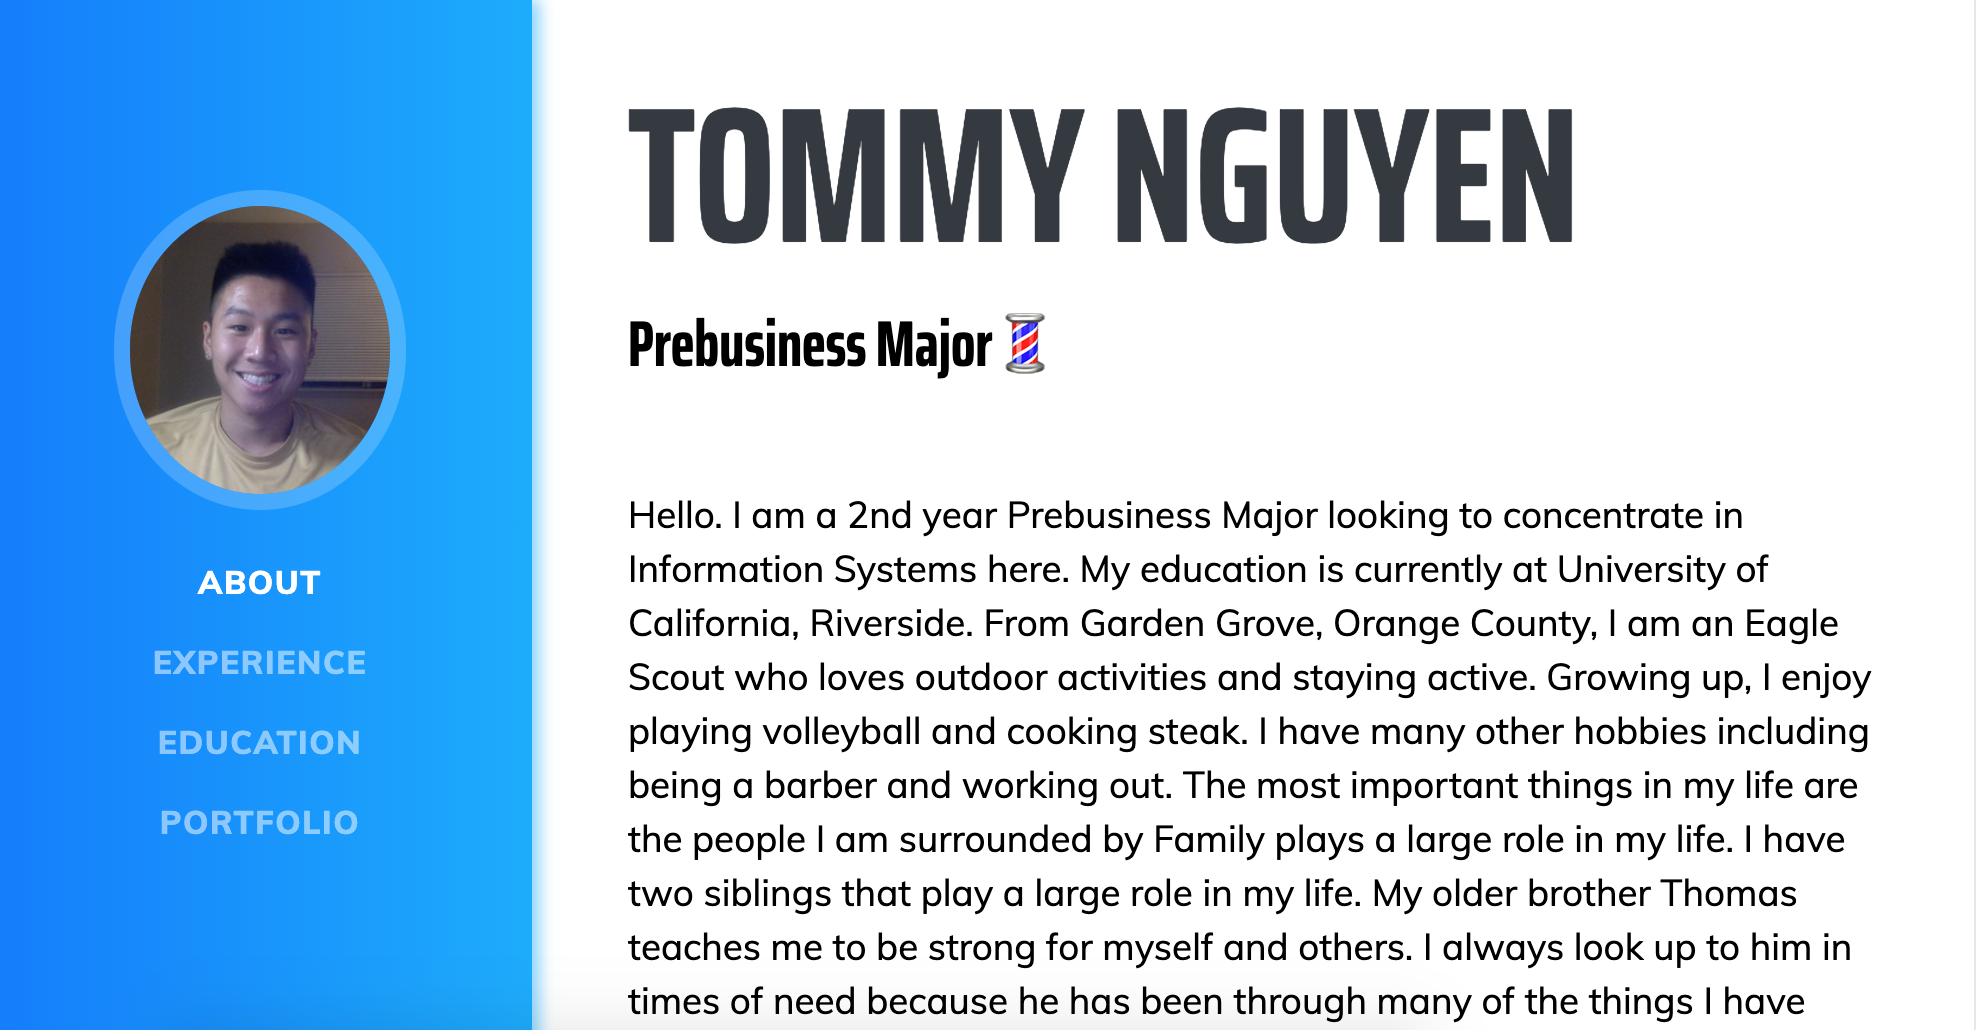 ABOUT
EXPERIENCE
EDUCATION
PORTFOLIO
TOMMY NGUYEN
Prebusiness Major 💈
Hello. I am a 2nd year Prebusiness Major looking to concentrate in
Information Systems here. My education is currently at University of
California, Riverside. From Garden Grove, Orange County, I am an Eagle
Scout who loves outdoor activities and staying active. Growing up, I enjoy
playing volleyball and cooking steak. I have many other hobbies including
being a barber and working out. The most important things in my life are
the people I am surrounded by Family plays a large role in my life. I have
two siblings that play a large role in my life. My older brother Thomas
teaches me to be strong for myself and others. I always look up to him in
times of need because he has been through many of the things I have